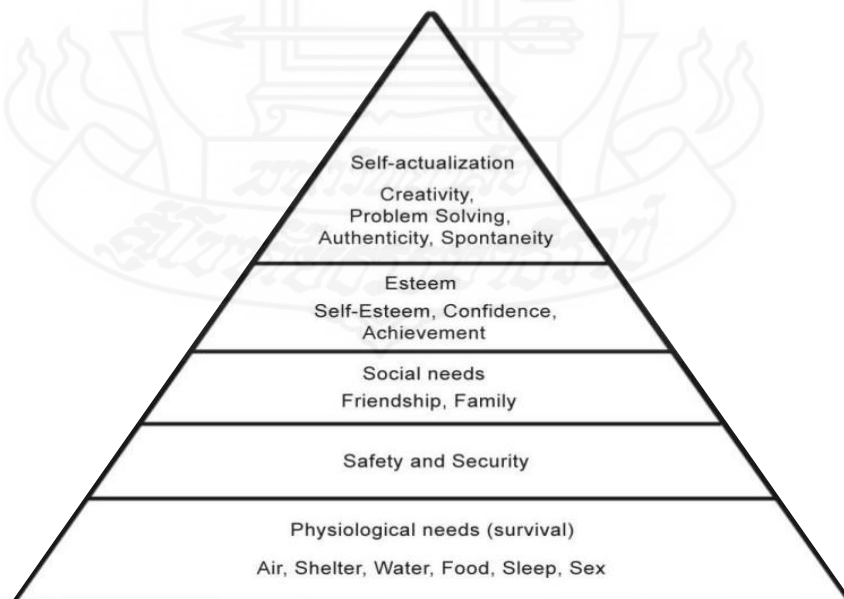 Self-actualization
Creativity,
Problem Solving,
Authenticity, Spontaneity
Esteem
Self-Esteem, Confidence,
Achievement
Social needs
Friendship, Family
Safety and Security
Physiological needs (survival)
Air, Shelter, Water, Food, Sleep, Sex